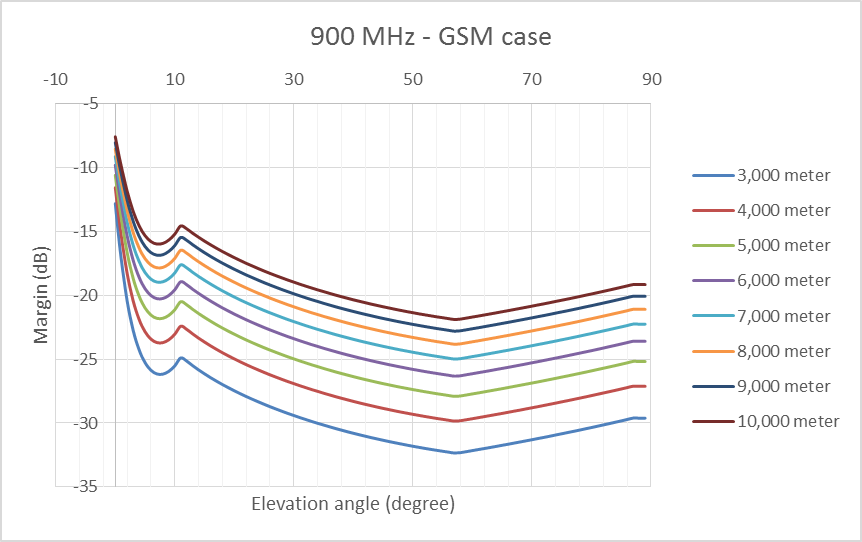 900 MHz - GSM case
-10 10 30 50 70 90
-5
-10
-15
-20
-25
-30
-35
Margin (dB)
Elevation angle (degree)
3,000 meter
4,000 meter
5,000 meter
6,000 meter
7,000 meter
8,000 meter
9,000 meter
10,000 meter